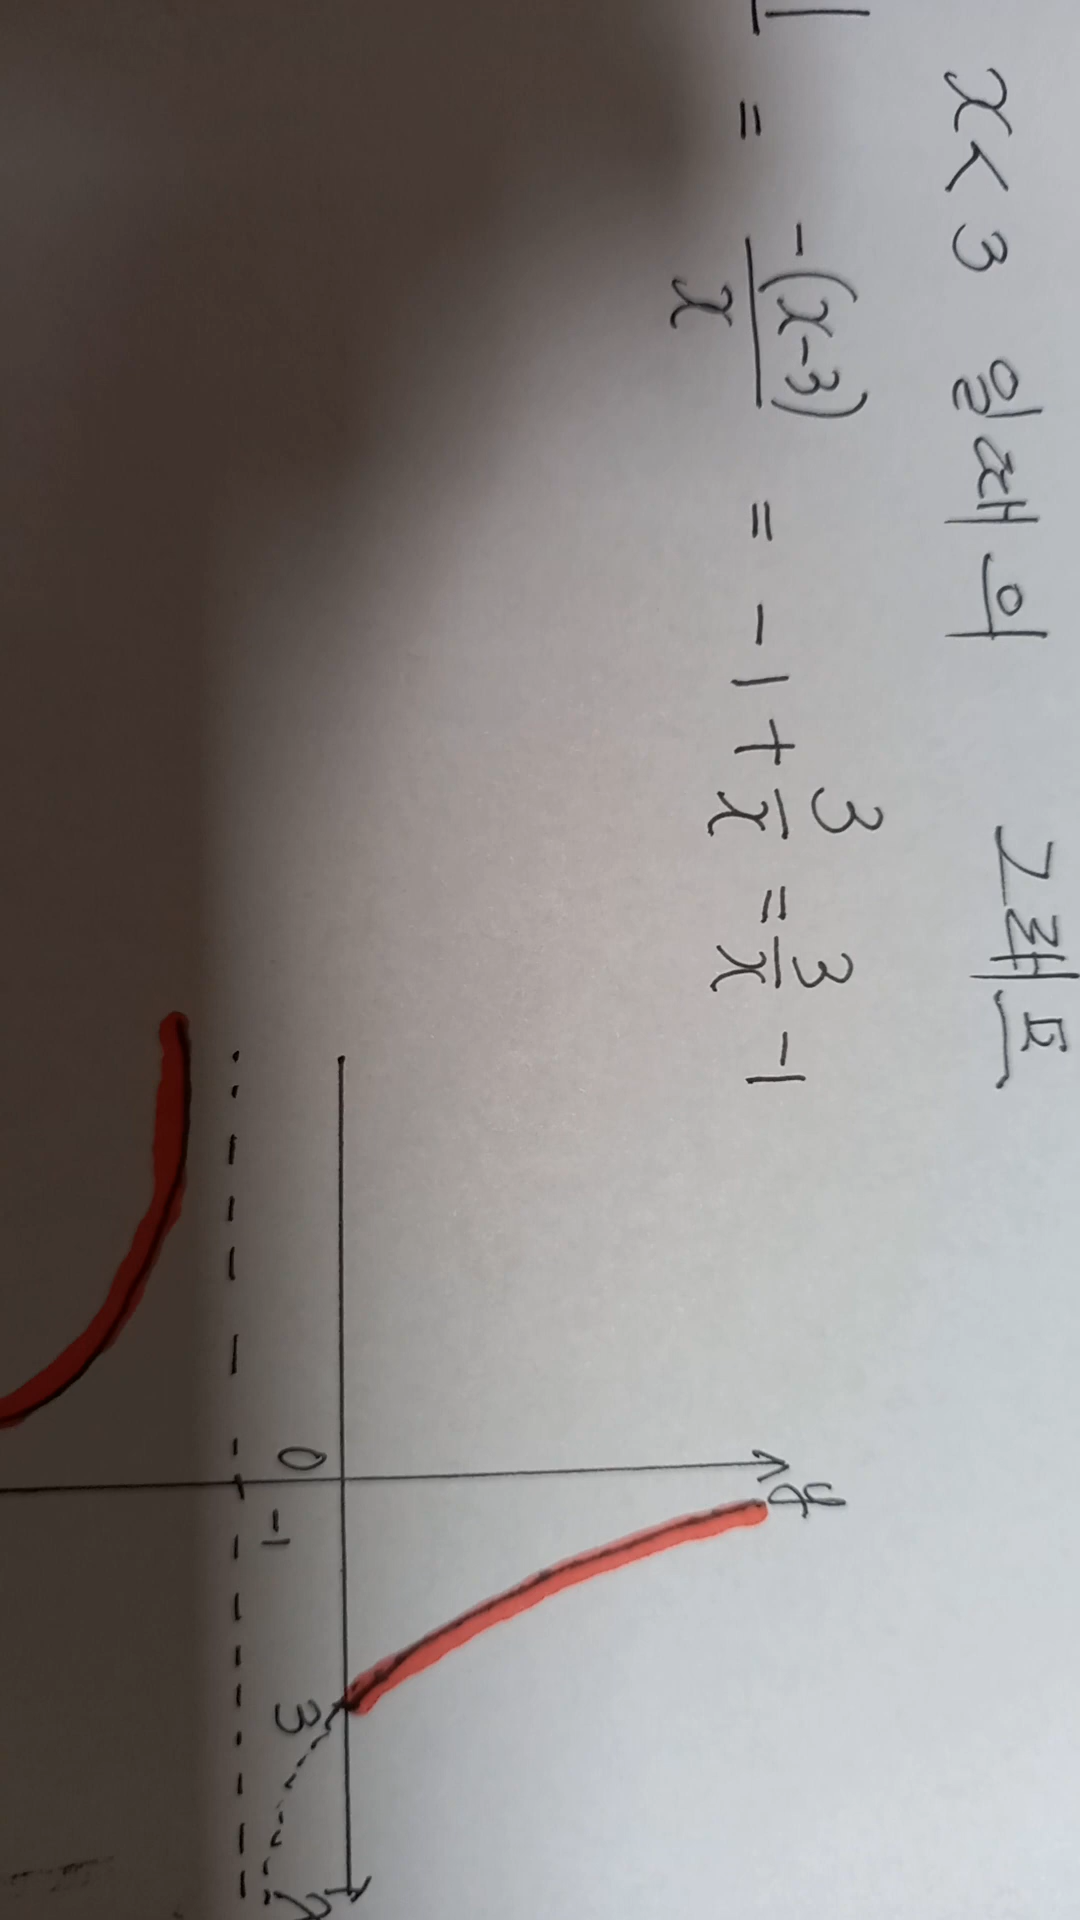 x<3 일때의 그래프
= -(x-3)/x = -1+3/x = 3/x -1
y
0
-1
3
x